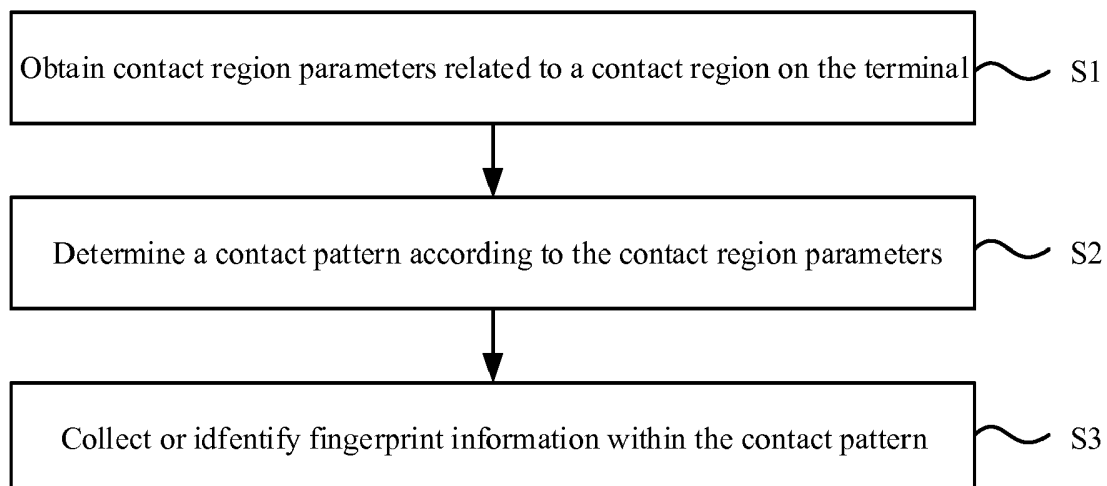 Obtain contact region parameters related to a contact region on the terminal
S1
Determine a contact pattern according to the contact region parameters
S2
Collect or idfentify fingerprint information within the contact pattern
S3